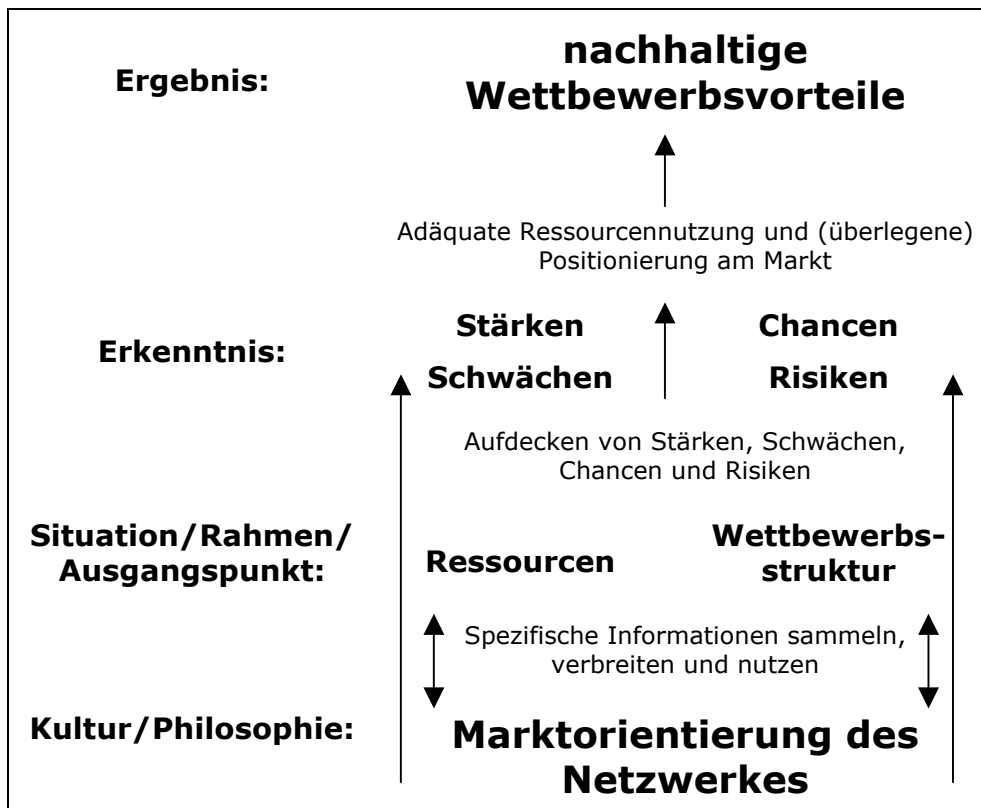 Ergebnis:
nachhaltige
Wettbewerbsvorteile
Adäquate Ressourcennutzung und (überlegene)
Positionierung am Markt
Erkenntnis:
Stärken
Chancen
Schwächen
Risiken
Aufdecken von Stärken, Schwächen,
Chancen und Risiken
Situation/Rahmen/
Ausgangspunkt:
Ressourcen
Wettbewerbs-
struktur
Spezifische Informationen sammeln,
verbreiten und nutzen
Kultur/Philosophie:
Marktorientierung des
Netzwerkes